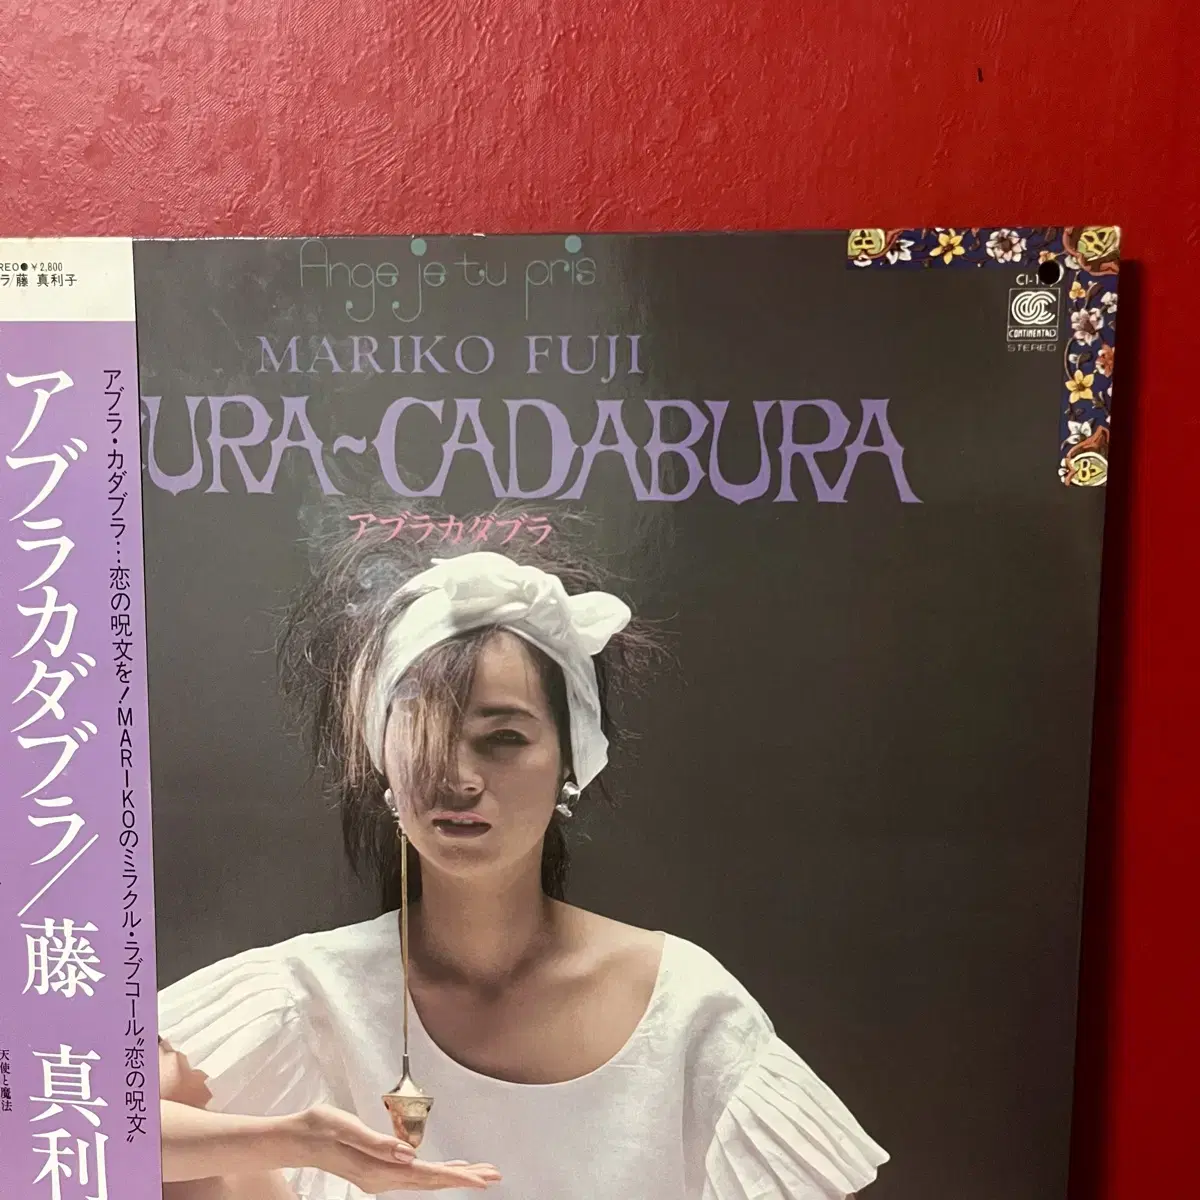 REO●￥2,800
ラ/藤 真利子
アブラカダブラ/藤 真利
アブラ・カダブラ…恋の呪文を!MARIKOのミラクル・ラブコール“恋の呪文”
天使と魔法
Ange je tu pris
MARIKO FUJI
URA~CADABURA
アブラカダブラ
CI-1
CONTINENTAL
STEREO